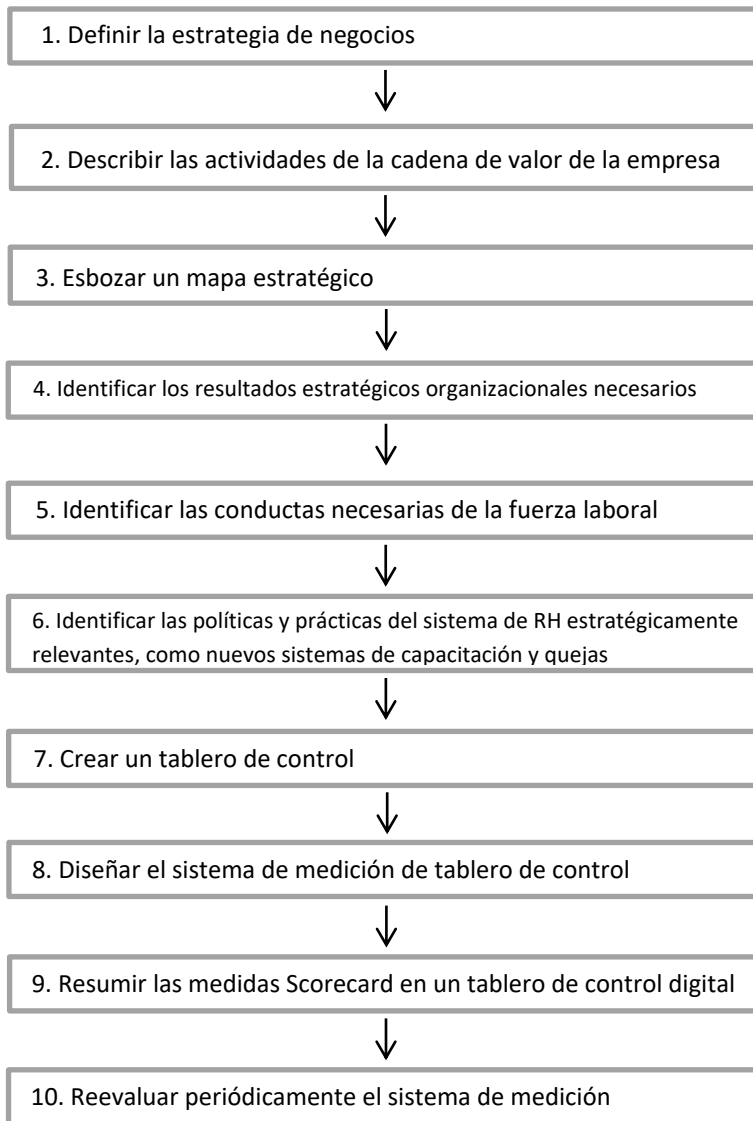 1. Definir la estrategia de negocios
2. Describir las actividades de la cadena de valor de la empresa
3. Esbozar un mapa estratégico
4. Identificar los resultados estratégicos organizacionales necesarios
5. Identificar las conductas necesarias de la fuerza laboral
6. Identificar las políticas y prácticas del sistema de RH estratégicamente
relevantes, como nuevos sistemas de capacitación y quejas
7. Crear un tablero de control
8. Diseñar el sistema de medición de tablero de control
9. Resumir las medidas Scorecard en un tablero de control digital
10. Reevaluar periódicamente el sistema de medición